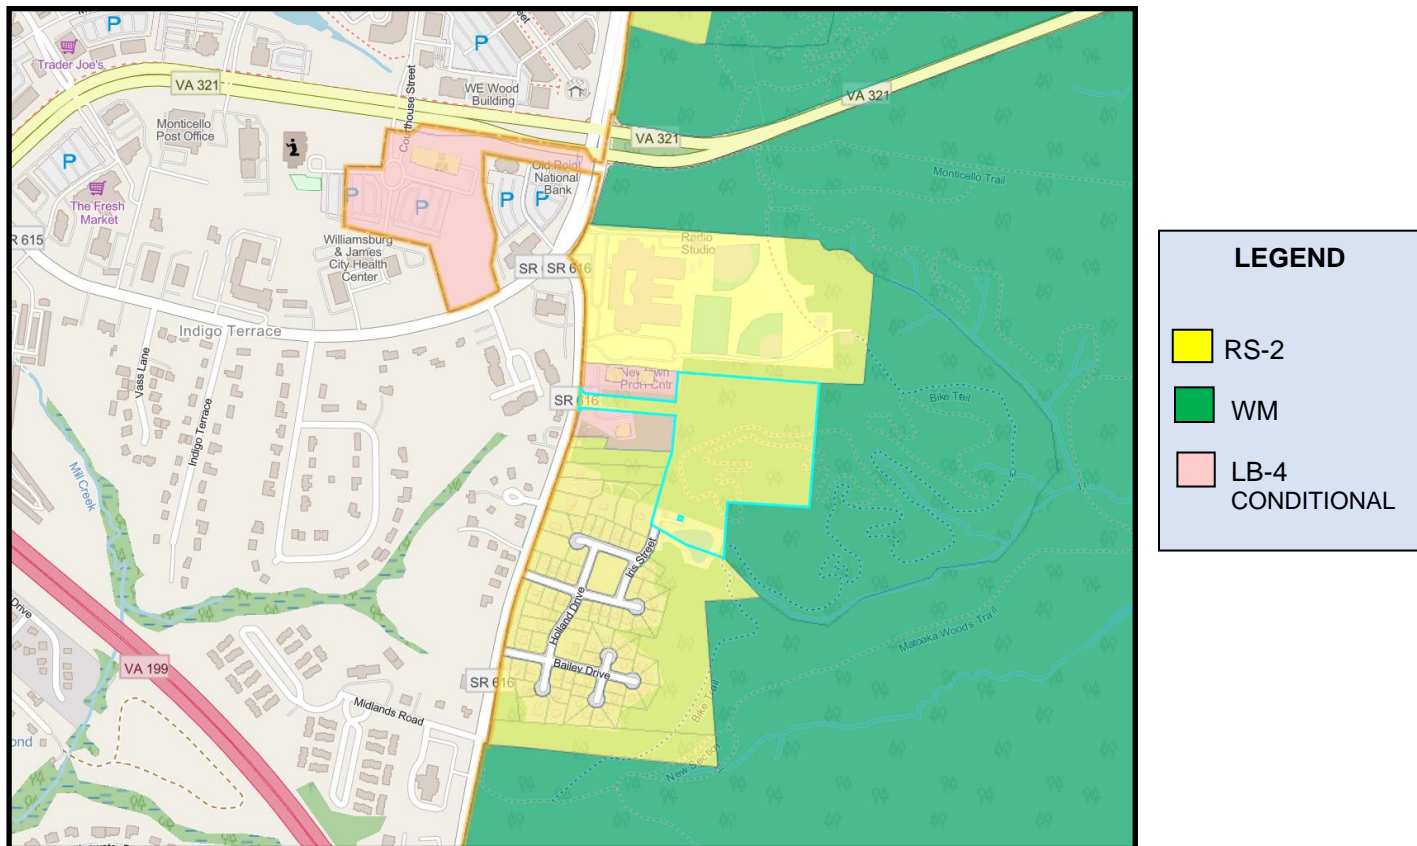 P
Trader Joe's
VA 321
Courthouse Street
P
WE Wood
Building
VA 321
VA 321
Monticello
Post Office
P
The Fresh
Market
Old Point
National
Bank
P
P
P
P
P
Monticello Trail
R 615
Williamsburg
& James
City Health
Center
SR
SR 616
Radio
Studio
Indigo Terrace
Vass Lane
Indigo Terrace
SR 616
Bike Trail
Mill Creek
Iris Street
Holland Drive
Bailey Drive
Matoaka Woods Trail
Drive
VA 199
SR 616
Midlands Road
Bike Trail
New Section
ond
LEGEND
RS-2
WM
LB-4
CONDITIONAL